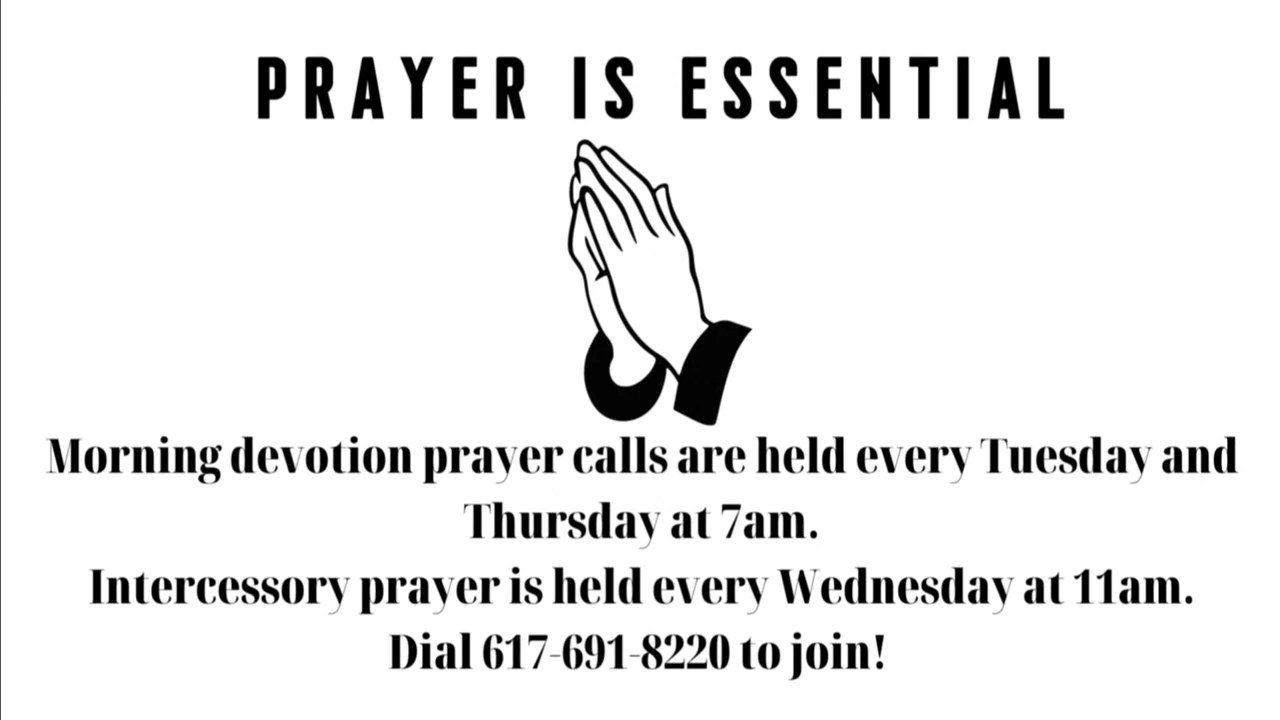 PRAYER IS ESSENTIAL
Morning devotion prayer calls are held every Tuesday and
Thursday at 7am.
Intercessory prayer is held every Wednesday at 11am.
Dial 617-691-8220 to join!